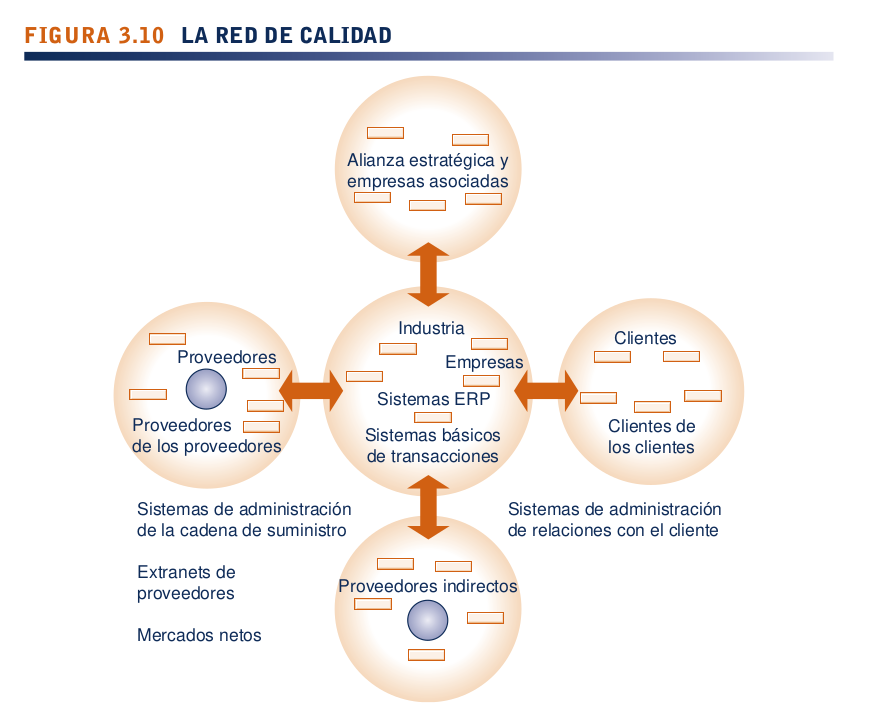 FIGURA 3.10 LA RED DE CALIDAD
Alianza estratégica y
empresas asociadas
Industria
Empresas
Sistemas ERP
Sistemas básicos
de transacciones
Proveedores
Proveedores
de los proveedores
Clientes
Clientes de
los clientes
Sistemas de administración
de la cadena de suministro
Extranets de
proveedores
Mercados netos
Sistemas de administración
de relaciones con el cliente
Proveedores indirectos